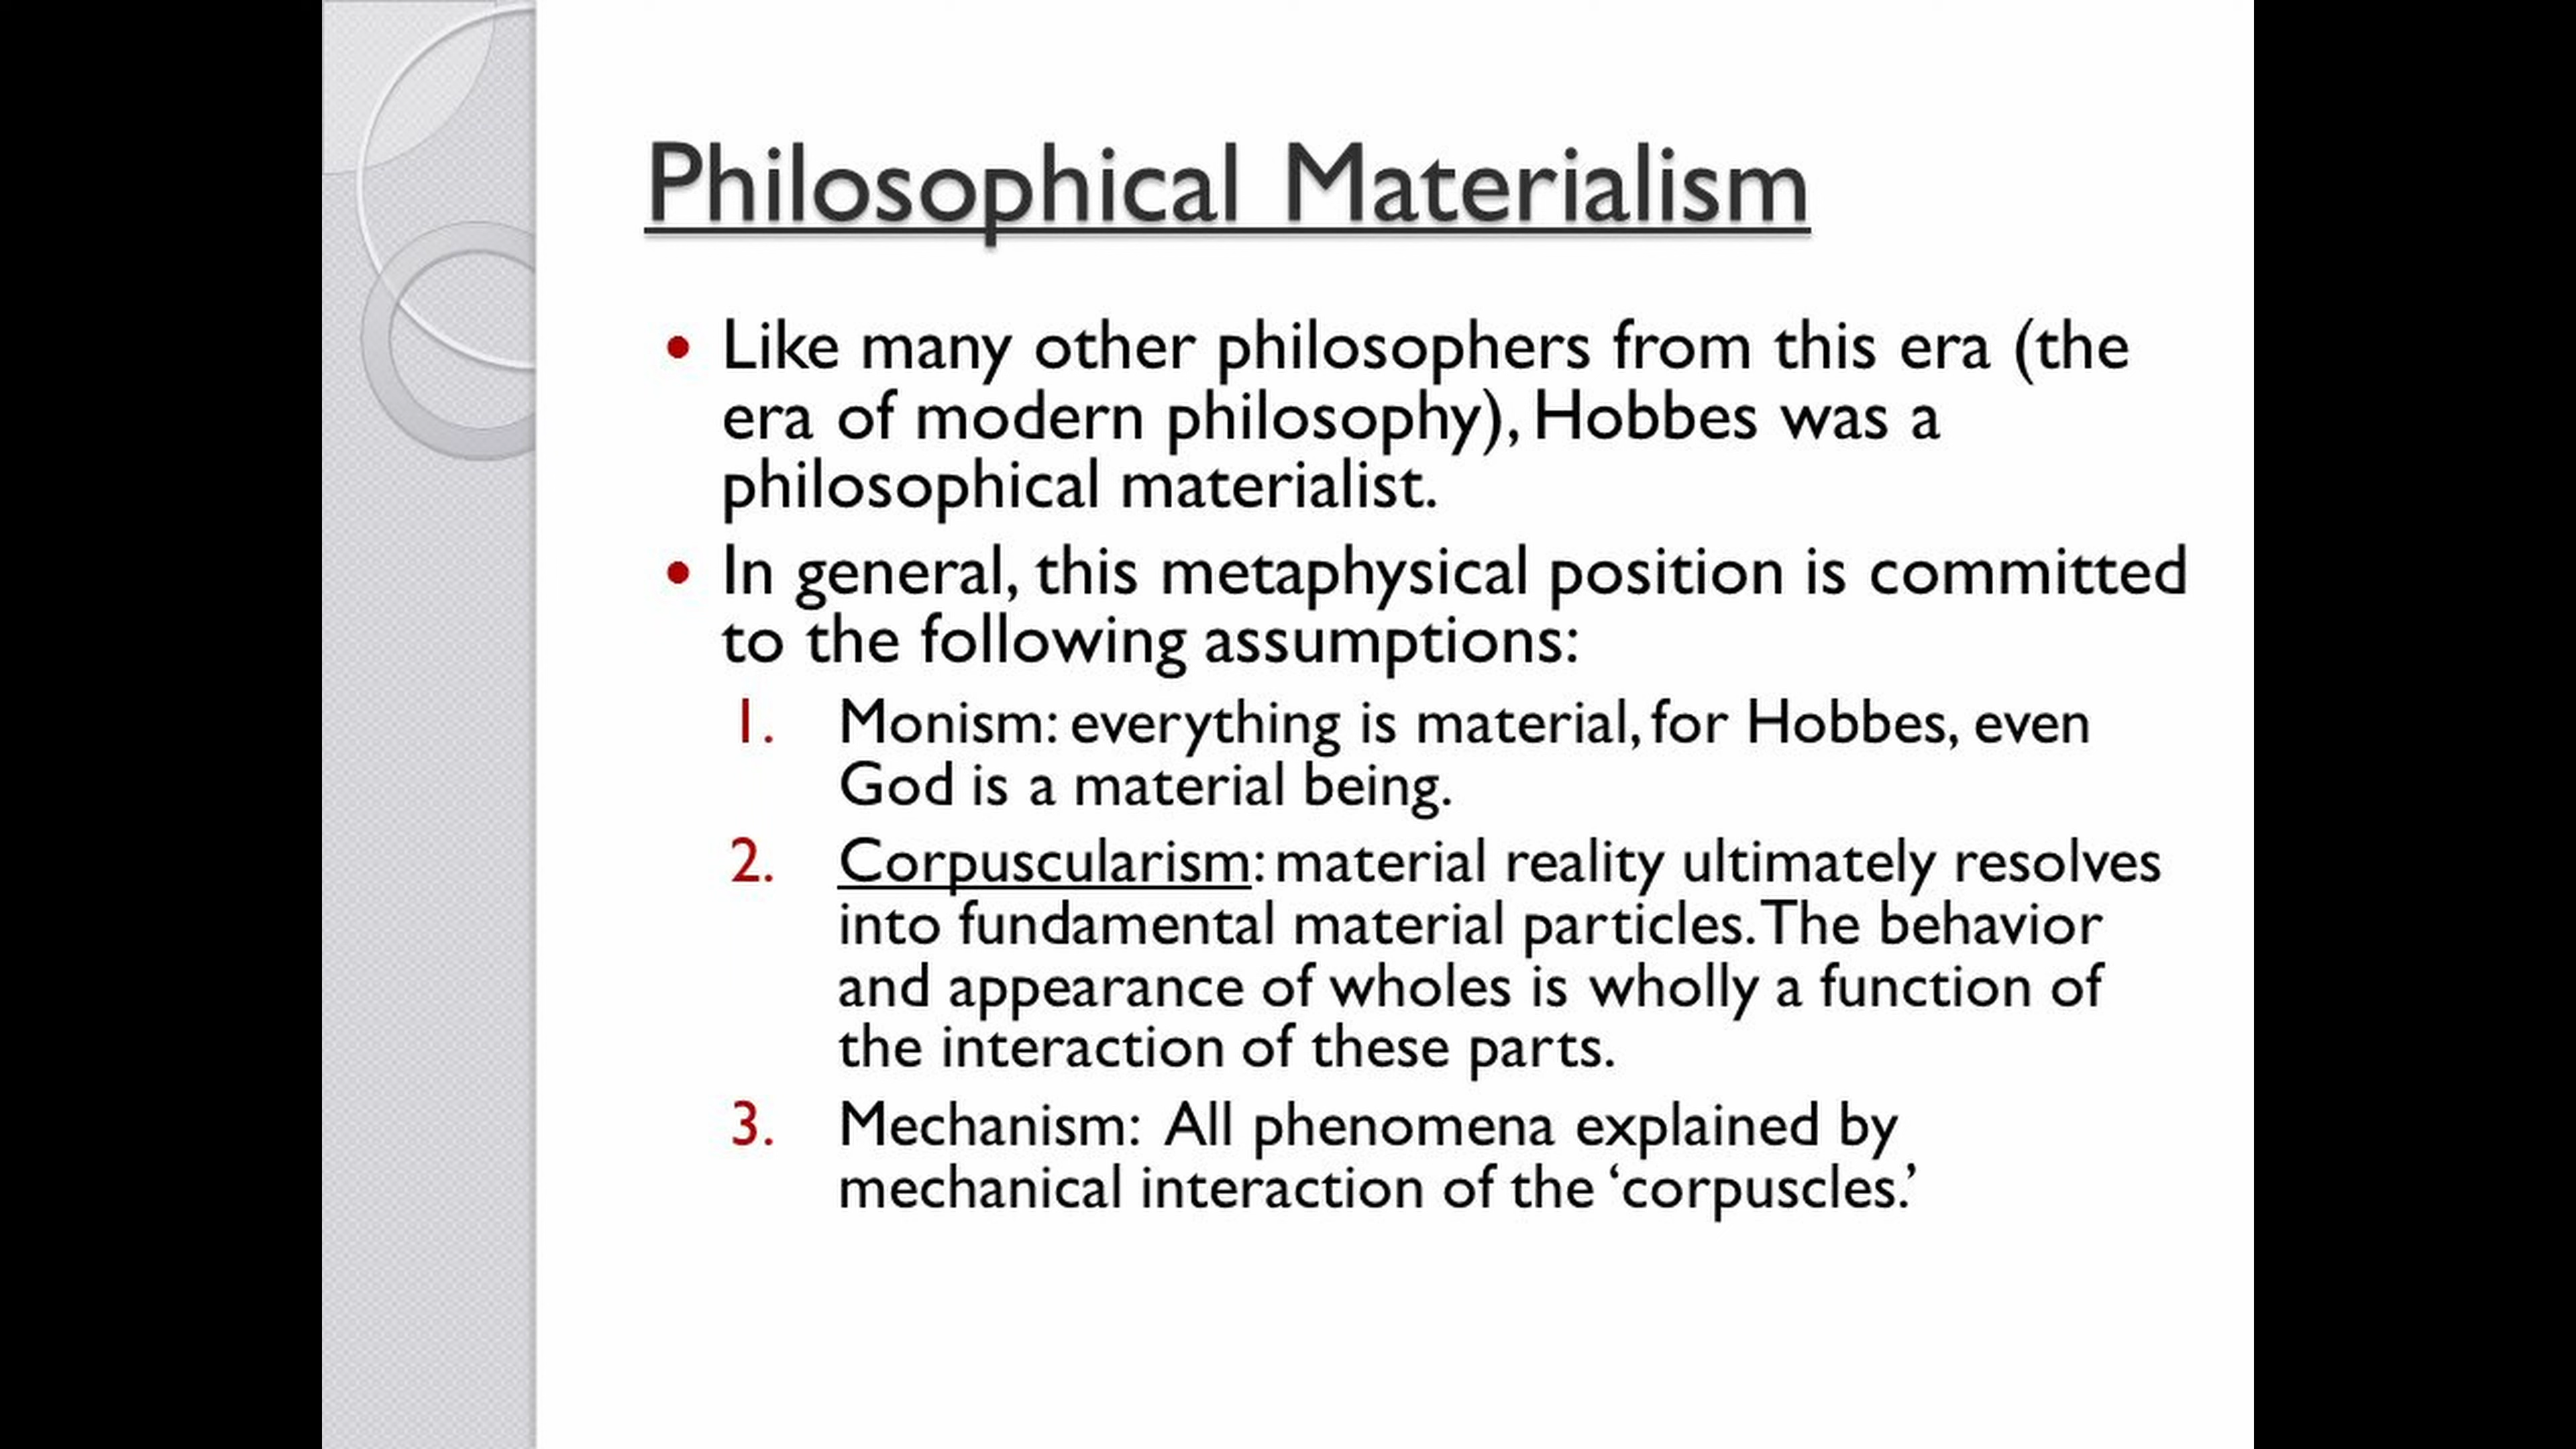 Philosophical Materialism
• Like many other philosophers from this era (the
era of modern philosophy), Hobbes was a
philosophical materialist.
• In general, this metaphysical position is committed
to the following assumptions:
1. Monism: everything is material, for Hobbes, even
God is a material being.
2. Corpuscularism: material reality ultimately resolves
into fundamental material particles. The behavior
and appearance of wholes is wholly a function of
the interaction of these parts.
3. Mechanism: All phenomena explained by
mechanical interaction of the ‘corpuscles.’